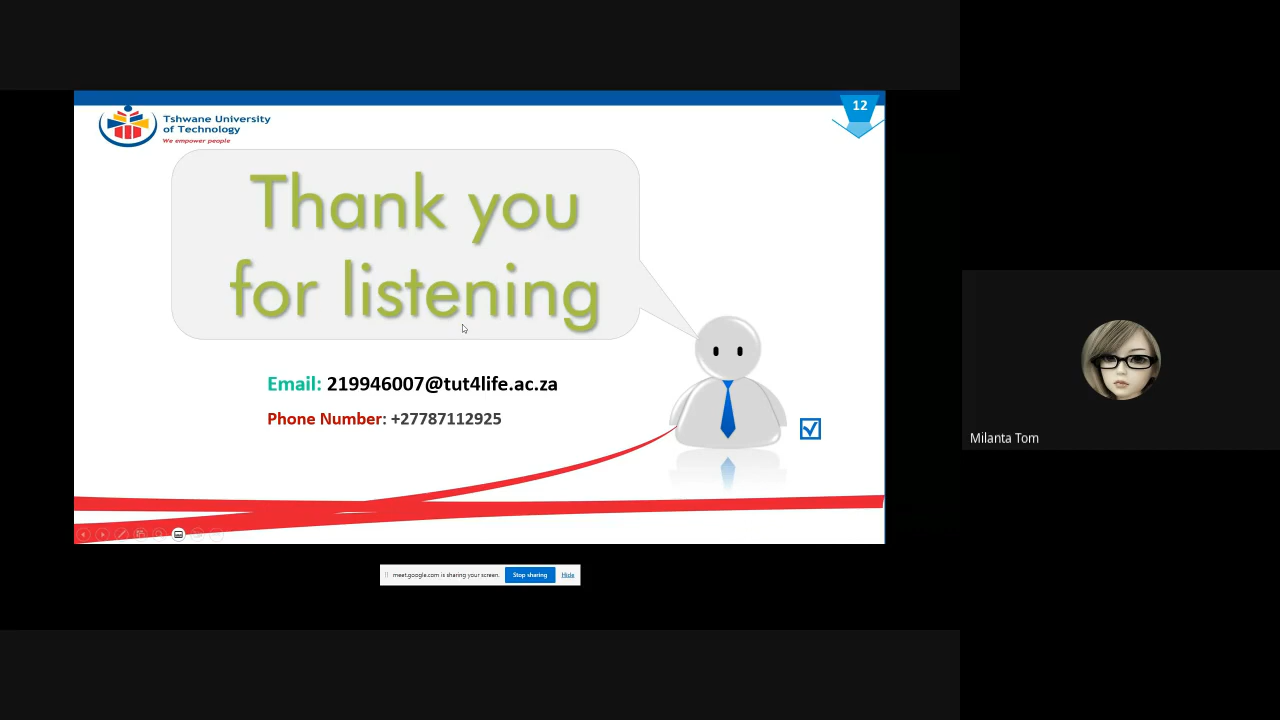 12
Tshwane University
of Technology
We empower people
Thank you
for listening
Email: 219946007@tut4life.ac.za
Phone Number: +27787112925
Milanta Tom
meet.google.com is sharing your screen.
Stop sharing
Hide